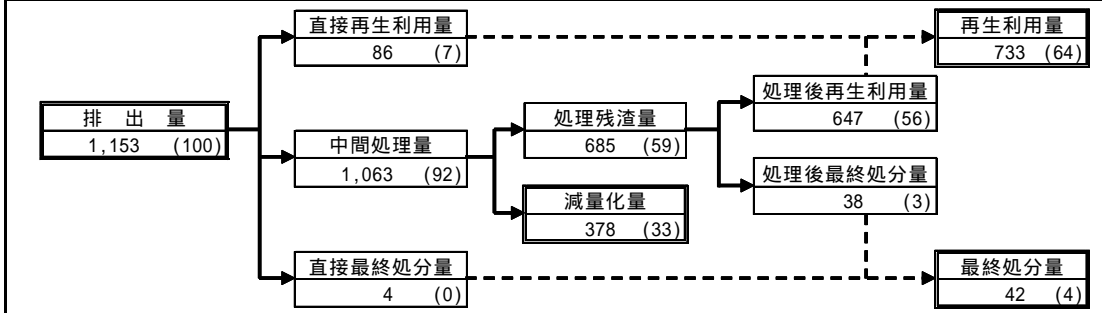 直接再生利用量
86 (7)
再生利用量
733 (64)
処理後再生利用量
647 (56)
排 出 量
1,153 (100)
処理残渣量
685 (59)
中間処理量
1,063 (92)
処理後最終処分量
38 (3)
減量化量
378 (33)
直接最終処分量
4 (0)
最終処分量
42 (4)